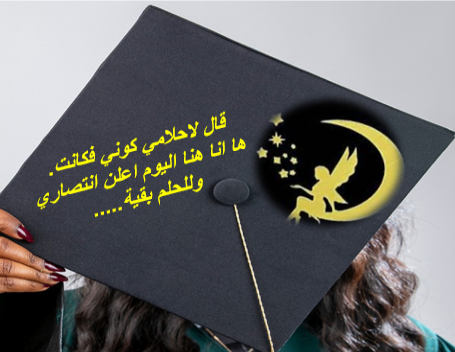 قال لاحلامي كوني فكانت.
ها انا هنا اليوم اعلن انتصاري
وللحلم بقية.....